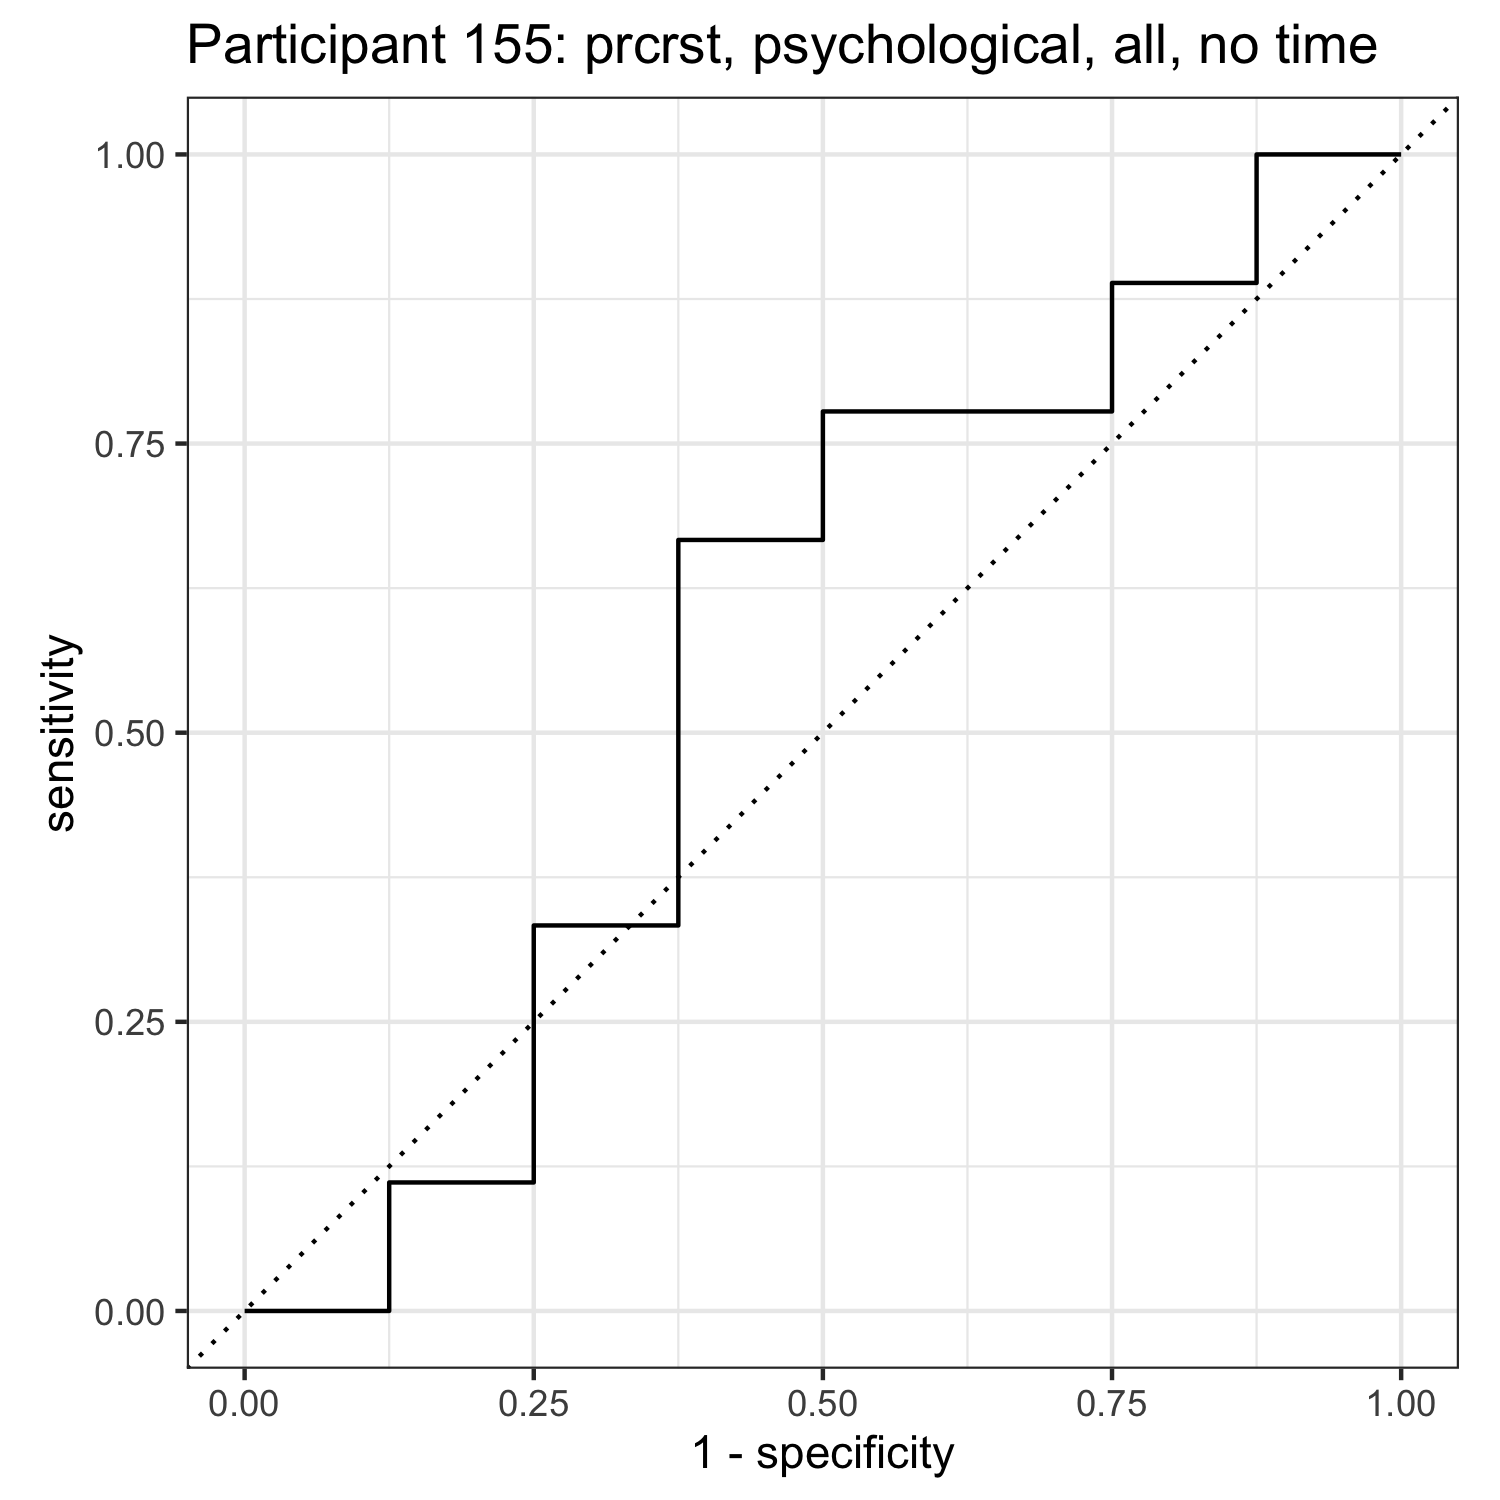 Participant 155: prcrst, psychological, all, no time
sensitivity
1.00
0.75
0.50
0.25
0.00
0.00 0.25 0.50 0.75 1.00
1 - specificity